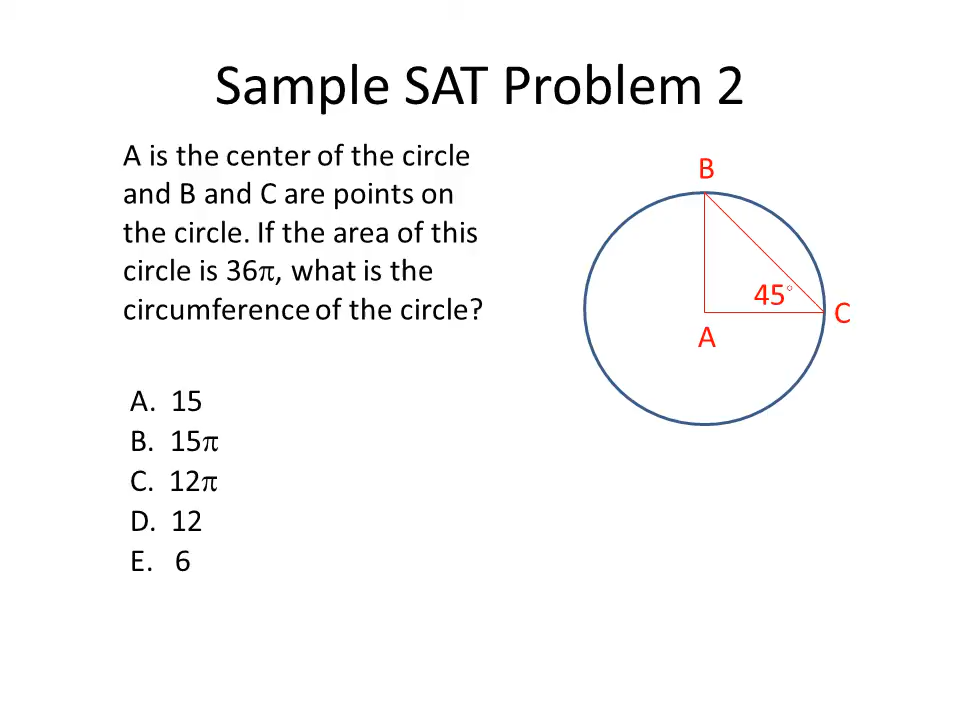 Sample SAT Problem 2
A is the center of the circle
and B and C are points on
the circle. If the area of this
circle is 36π, what is the
circumference of the circle?
A. 15
B. 15π
C. 12π
D. 12
E. 6
B
45°
C
A